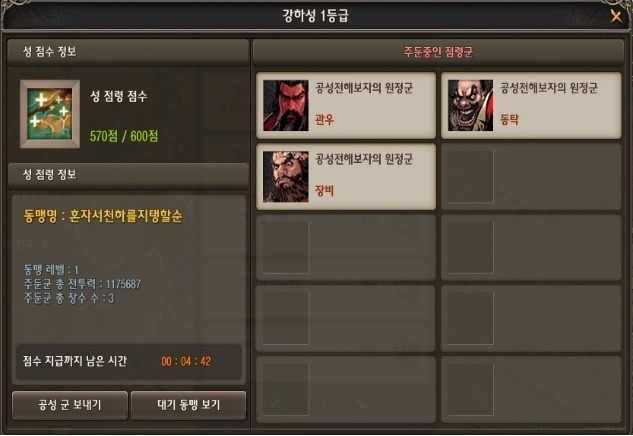 강하성 1등급
성 점수 정보
주둔중인 점령군
성 점령 점수
570점 / 600점
공성전해보자의 원정군
관우
공성전해보자의 원정군
동탁
공성전해보자의 원정군
장비
성 점령 정보
동맹명 : 혼자서친하를지탱할순
동맹 레벨 : 1
주둔군 총 전투력 : 1175687
주둔군 총 장수 수 : 3
점수 지급까지 남은 시간 00 : 04 : 42
공성 군 보내기
대기 동맹 보기